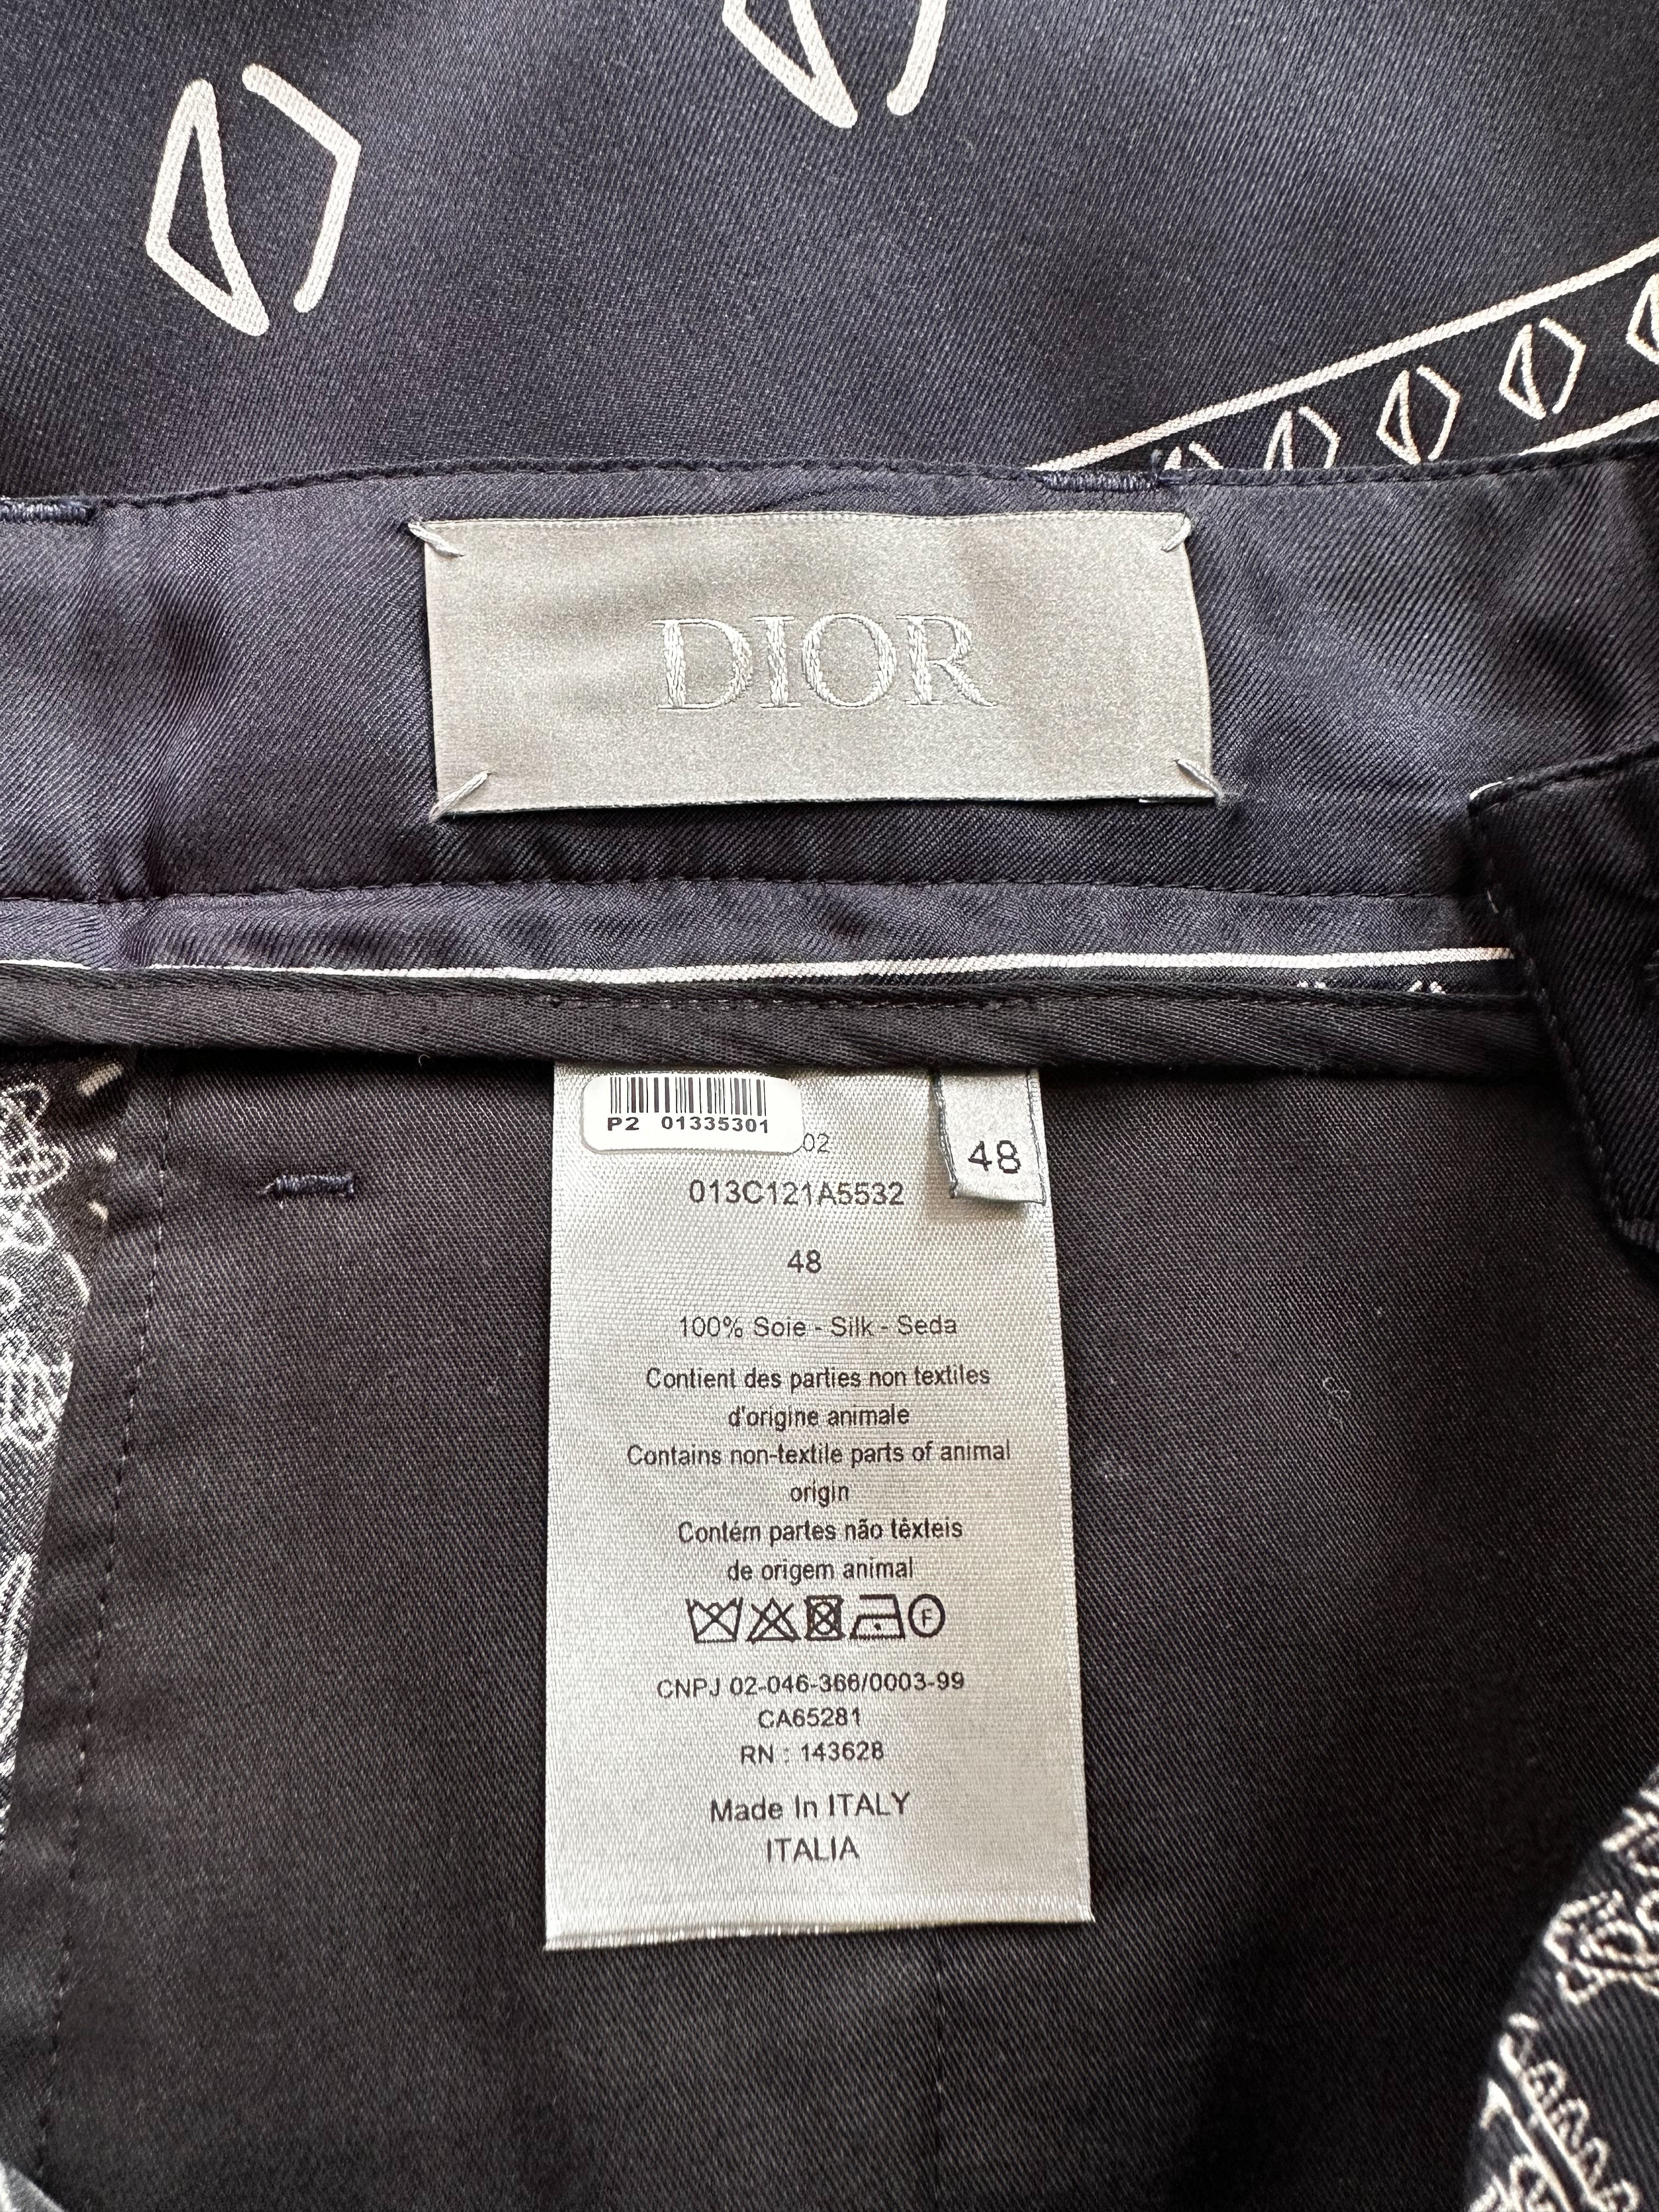 DIOR
P2 01335301
02
48
013C121A5532
48
100% Soie - Silk - Seda
Contient des parties non textiles
d'origine animale
Contains non-textile parts of animal
origin
Contém partes não têxteis
de origem animal
F
CNPJ 02-046-366/0003-99
CA65281
RN : 143628
Made In ITALY
ITALIA